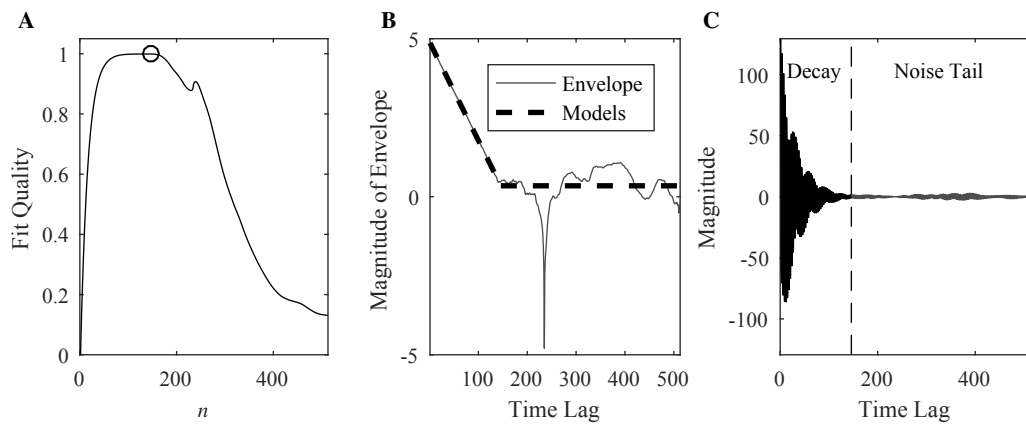 A
Fit Quality
1
0.8
0.6
0.4
0.2
0
0
200
400
n
B
Magnitude of Envelope
5
0
-5
100
200
300
400
500
Time Lag
Envelope
Models
C
Magnitude
100
50
0
-50
-100
0
200
400
Time Lag
Decay
Noise Tail